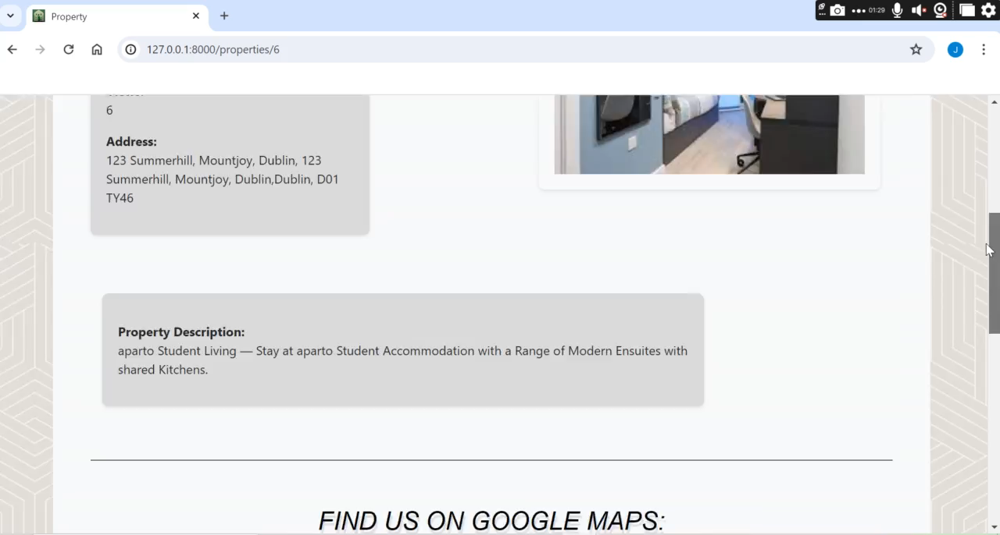 Property
01:29
127.0.0.1:8000/properties/6
J
6
Address:
123 Summerhill, Mountjoy, Dublin, 123
Summerhill, Mountjoy, Dublin,Dublin, D01
TY46
Property Description:
aparto Student Living — Stay at aparto Student Accommodation with a Range of Modern Ensuites with
shared Kitchens.
FIND US ON GOOGLE MAPS: